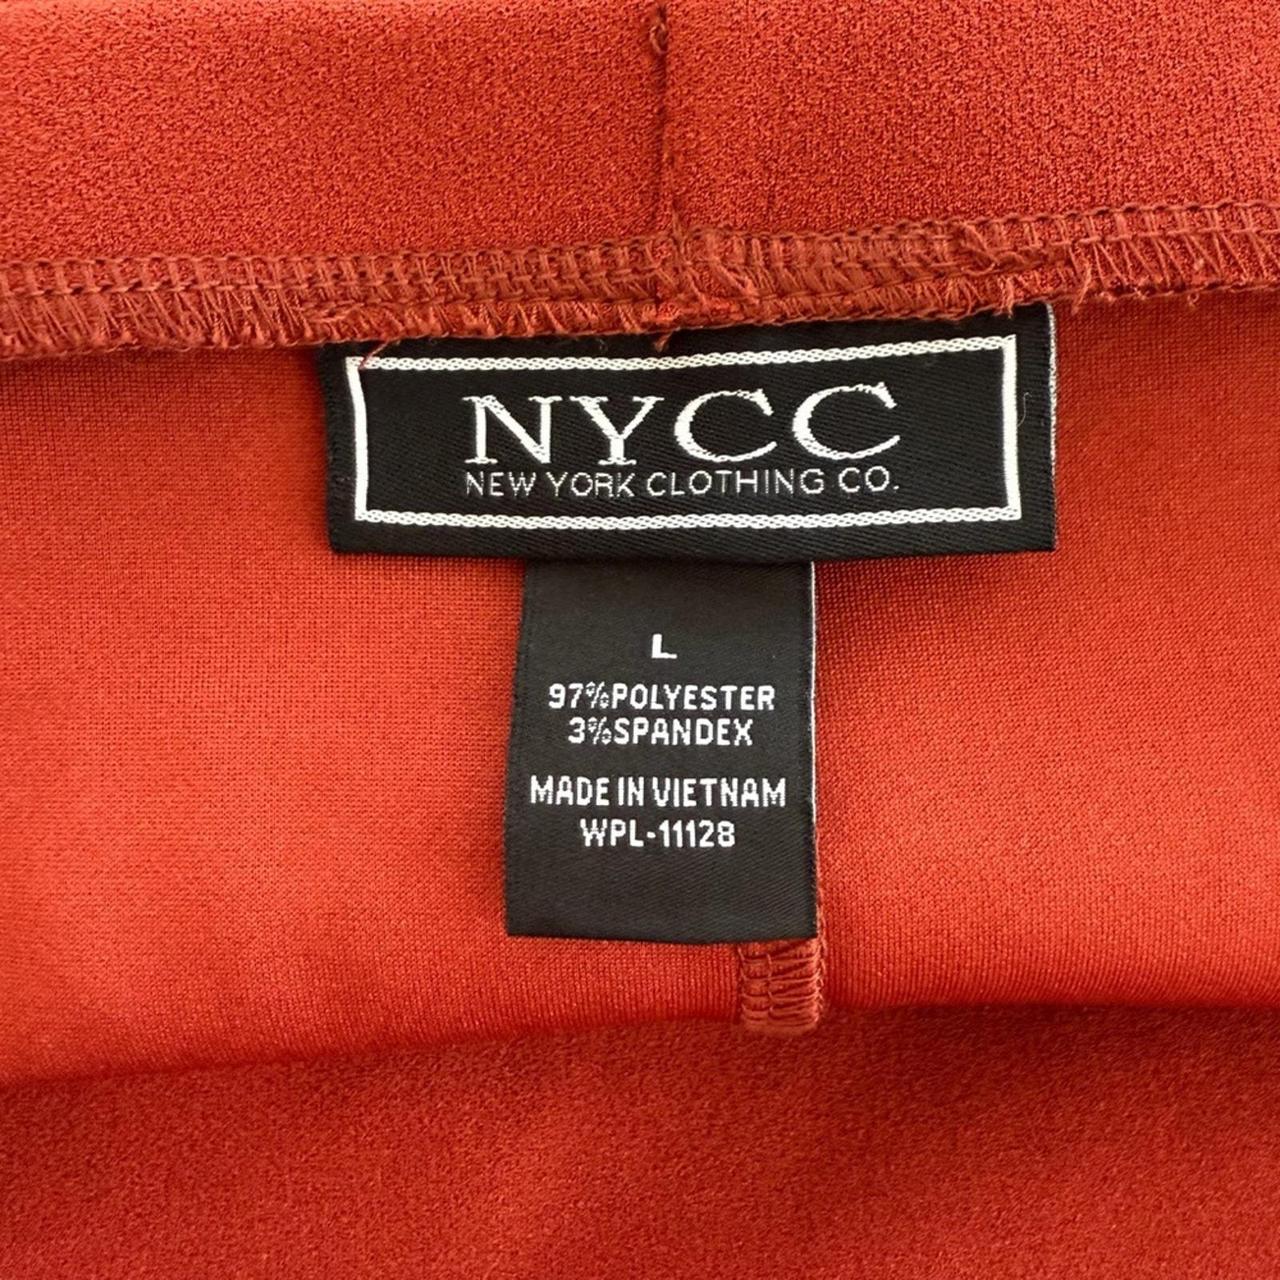 NYCC
NEW YORK CLOTHING CO.
L
97%POLYESTER
3%SPANDEX
MADE IN VIETNAM
WPL-11128